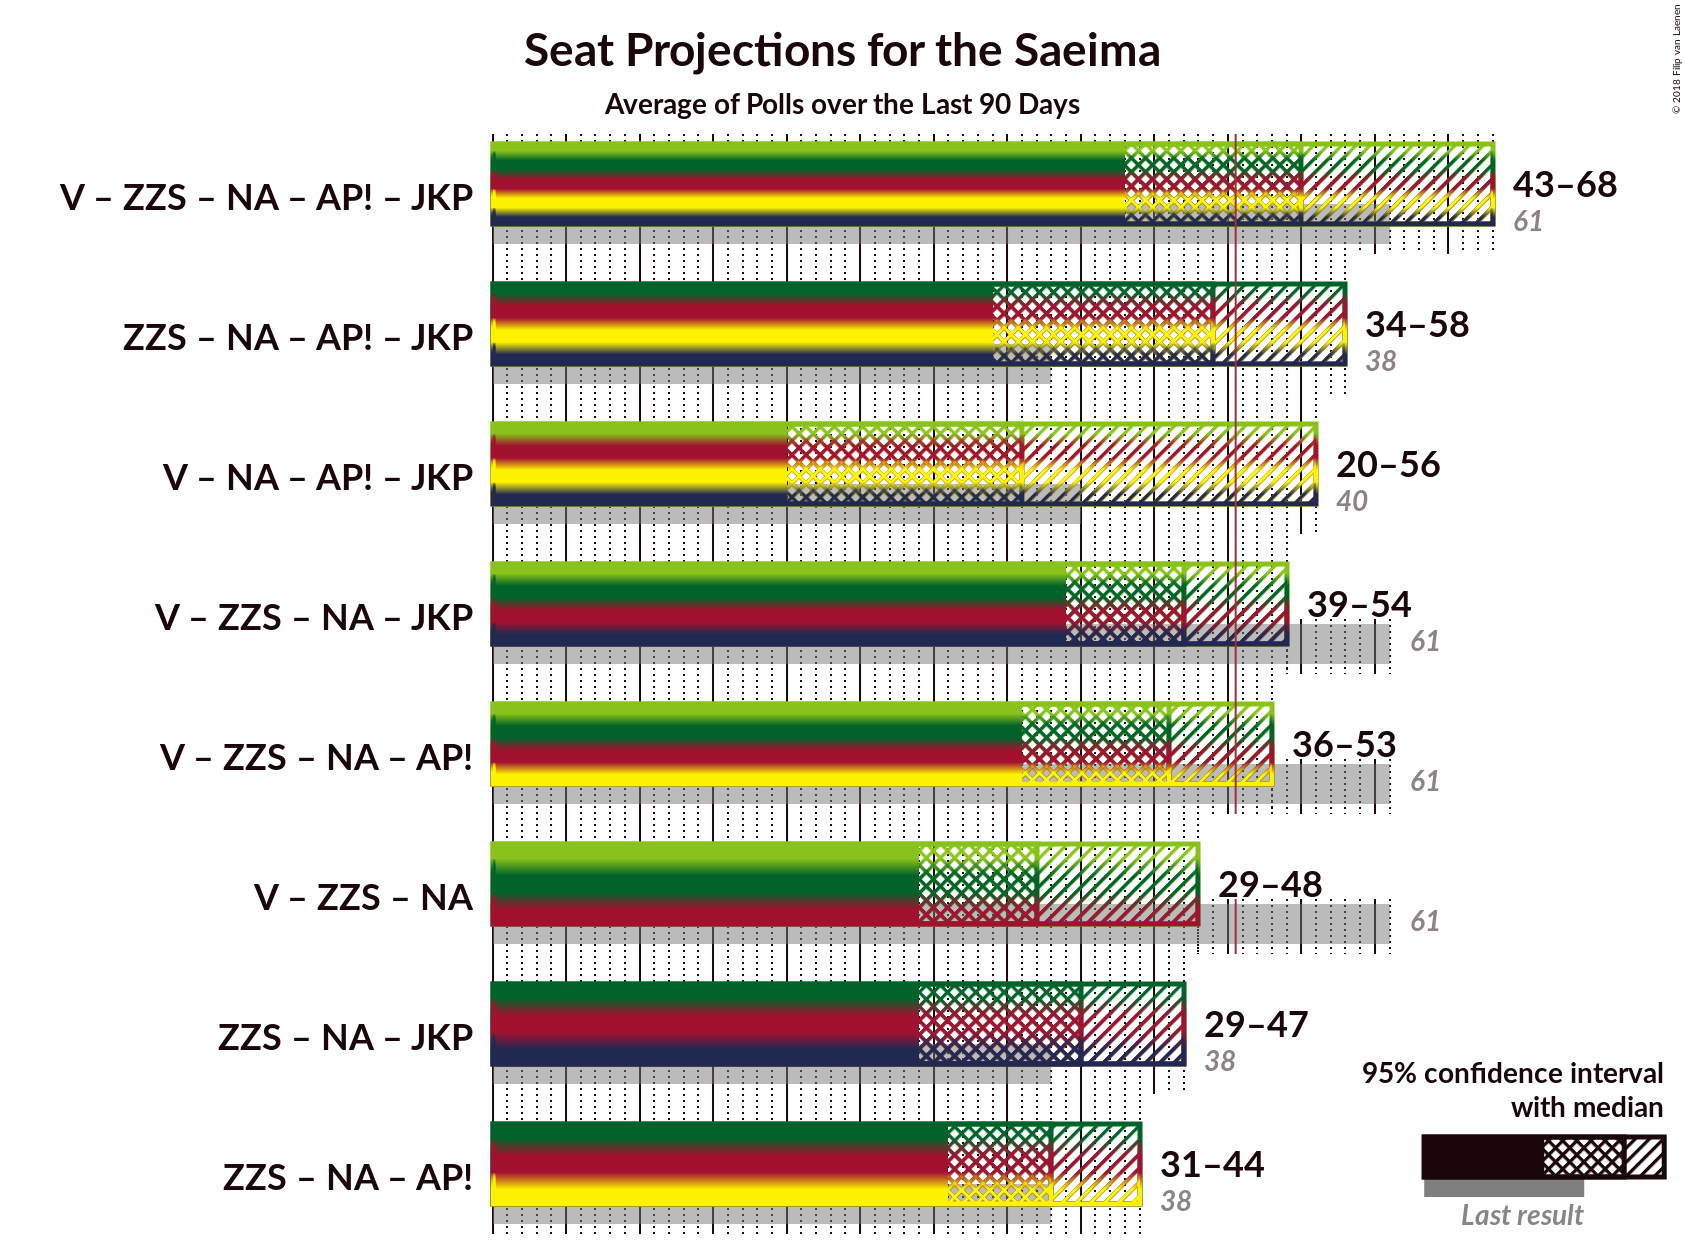 Seat Projections for the Saeima
Average of Polls over the Last 90 Days
© 2018 Filip van Laenen
V – ZZS – NA – AP! – JKP
43–68
61
ZZS – NA – AP! – JKP
34–58
38
V – NA – AP! – JKP
20–56
40
V – ZZS – NA – JKP
39–54
61
V – ZZS – NA – AP!
36–53
61
V – ZZS – NA
29–48
61
ZZS – NA – JKP
29–47
38
ZZS – NA – AP!
31–44
38
95% confidence interval
with median
Last result